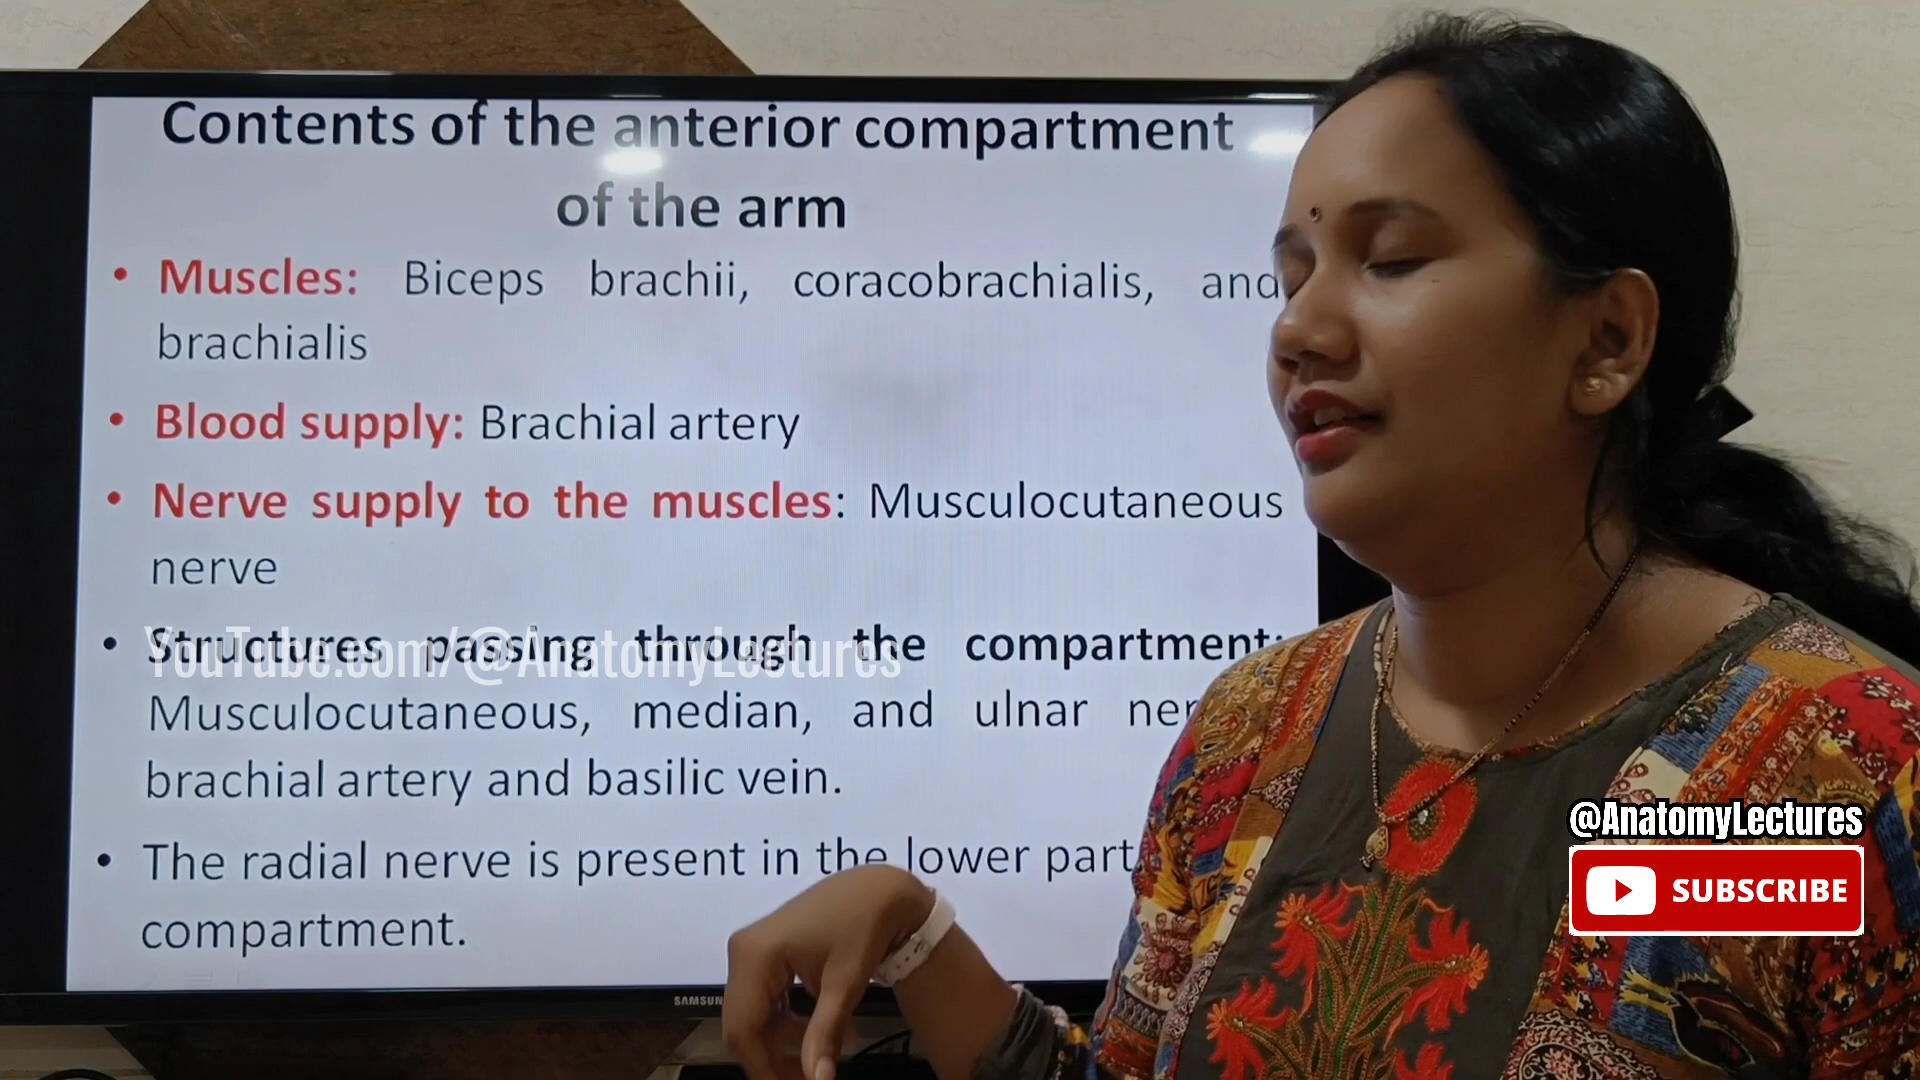 Contents of the anterior compartment
of the arm
• Muscles: Biceps brachii, coracobrachialis, and
brachialis
• Blood supply: Brachial artery
• Nerve supply to the muscles: Musculocutaneous
nerve
• Structures passing through the compartment:
YouTube.com/@AnatomyLectures
Musculocutaneous, median, and ulnar
brachial artery and basilic vein.
• The radial nerve is present in the lower part
compartment.
SAMSUN
@AnatomyLectures
SUBSCRIBE